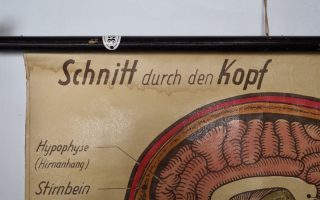 Schnitt durch den Kopf
Hypophyse
(Hirnanhang)
Stirnbein